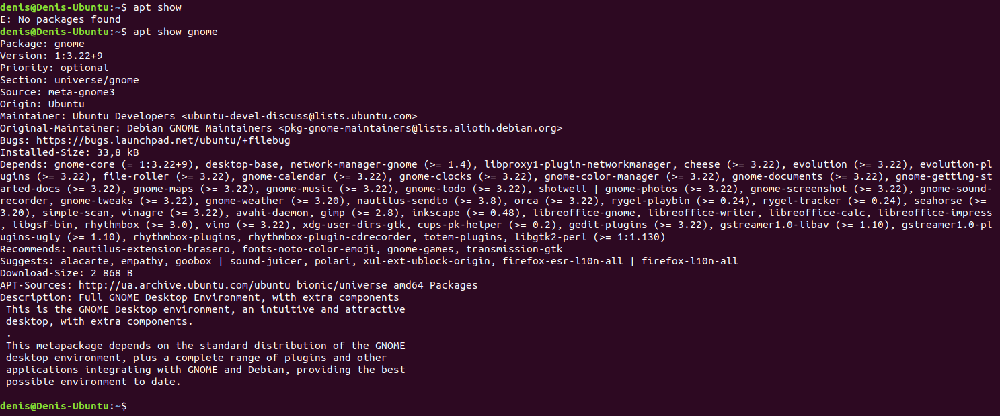 denis@Denis-Ubuntu:~$ apt show
E: No packages found
denis@Denis-Ubuntu:~$ apt show gnome
Package: gnome
Version: 1:3.22+9
Priority: optional
Section: universe/gnome
Source: meta-gnome3
Origin: Ubuntu
Maintainer: Ubuntu Developers <ubuntu-devel-discuss@lists.ubuntu.com>
Original-Maintainer: Debian GNOME Maintainers <pkg-gnome-maintainers@lists.alioth.debian.org>
Bugs: https://bugs.launchpad.net/ubuntu/+filebug
Installed-Size: 33,8 kB
Depends: gnome-core (= 1:3.22+9), desktop-base, network-manager-gnome (>= 1.4), libproxy1-plugin-networkmanager, cheese (>= 3.22), evolution (>= 3.22), evolution-pl
ugins (>= 3.22), file-roller (>= 3.22), gnome-calendar (>= 3.22), gnome-clocks (>= 3.22), gnome-color-manager (>= 3.22), gnome-documents (>= 3.22), gnome-getting-st
arted-docs (>= 3.22), gnome-maps (>= 3.22), gnome-music (>= 3.22), gnome-todo (>= 3.22), shotwell | gnome-photos (>= 3.22), gnome-screenshot (>= 3.22), gnome-sound-
recorder, gnome-tweaks (>= 3.22), gnome-weather (>= 3.20), nautilus-sendto (>= 3.8), orca (>= 3.22), rygel-playbin (>= 0.24), rygel-tracker (>= 0.24), seahorse (>= 
3.20), simple-scan, vinagre (>= 3.22), avahi-daemon, gimp (>= 2.8), inkscape (>= 0.48), libreoffice-gnome, libreoffice-writer, libreoffice-calc, libreoffice-impress
, libgsf-bin, rhythmbox (>= 3.0), vino (>= 3.22), xdg-user-dirs-gtk, cups-pk-helper (>= 0.2), gedit-plugins (>= 3.22), gstreamer1.0-libav (>= 1.10), gstreamer1.0-pl
ugins-ugly (>= 1.10), rhythmbox-plugins, rhythmbox-plugin-cdrecorder, totem-plugins, libgtk2-perl (>= 1:1.130)
Recommends: nautilus-extension-brasero, fonts-noto-color-emoji, gnome-games, transmission-gtk
Suggests: alacarte, empathy, goobox | sound-juicer, polari, xul-ext-ublock-origin, firefox-esr-l10n-all | firefox-l10n-all
Download-Size: 2 868 B
APT-Sources: http://ua.archive.ubuntu.com/ubuntu bionic/universe amd64 Packages
Description: Full GNOME Desktop Environment, with extra components
 This is the GNOME Desktop environment, an intuitive and attractive
 desktop, with extra components.
 .
 This metapackage depends on the standard distribution of the GNOME
 desktop environment, plus a complete range of plugins and other
 applications integrating with GNOME and Debian, providing the best
 possible environment to date.
denis@Denis-Ubuntu:~$